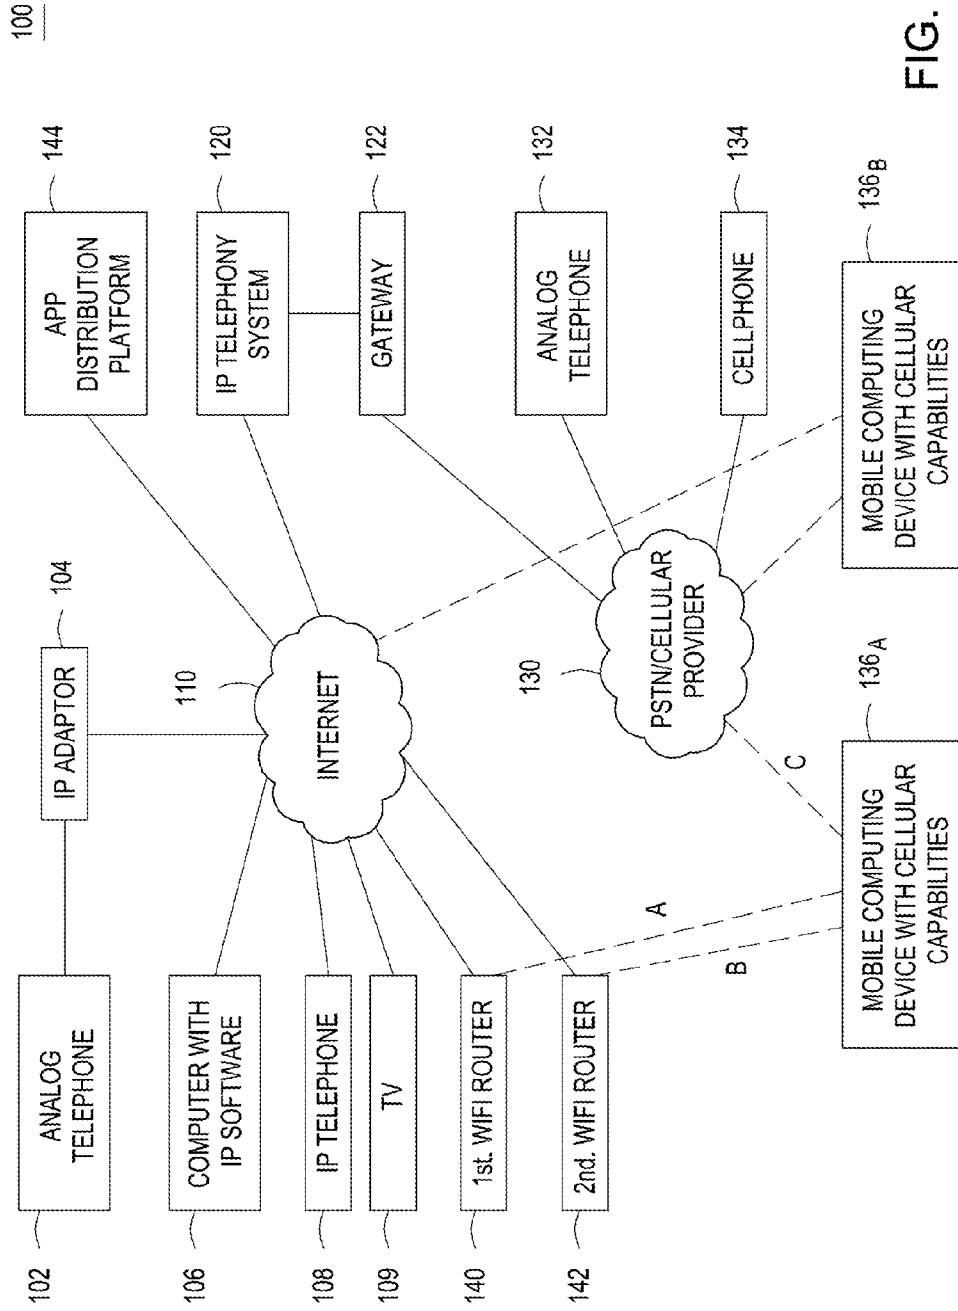 100
ANALOG
TELEPHONE
102
IP ADAPTOR
104
APP
DISTRIBUTION
PLATFORM
144
COMPUTER WITH
IP SOFTWARE
106
110
INTERNET
IP TELEPHONY
SYSTEM
120
IP TELEPHONE
108
GATEWAY
122
TV
109
1st. WIFI ROUTER
140
2nd. WIFI ROUTER
142
ANALOG
TELEPHONE
132
130
PSTN/CELLULAR
PROVIDER
CELLPHONE
134
A
B
C
MOBILE COMPUTING
DEVICE WITH CELLULAR
CAPABILITIES
136A
MOBILE COMPUTING
DEVICE WITH CELLULAR
CAPABILITIES
136B
FIG.